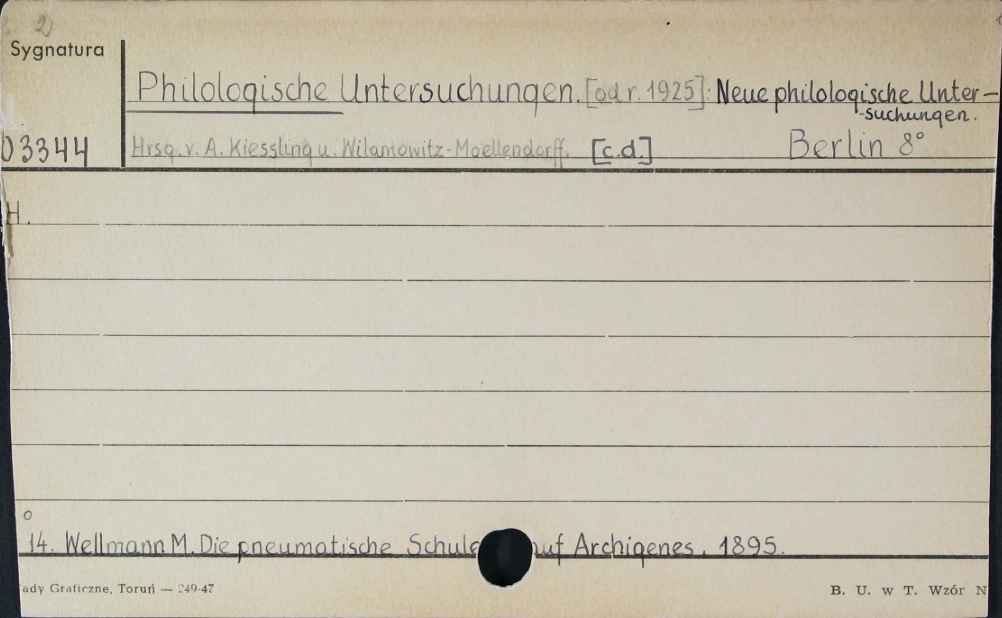 2)
Sygnatura
Philologische Untersuchungen. [od r. 1925]: Neue philologische Unter-
suchungen.
03344 Hrsg. v. A. Kiessling u. Wilamowitz-Moellendorff. [c.d.] Berlin 8°
H.
14. Wellmann M. Die pneumatische Schule uf Archigenes. 1895.
ady Graficzne, Toruń — 249-47 B. U. w T. Wzór N